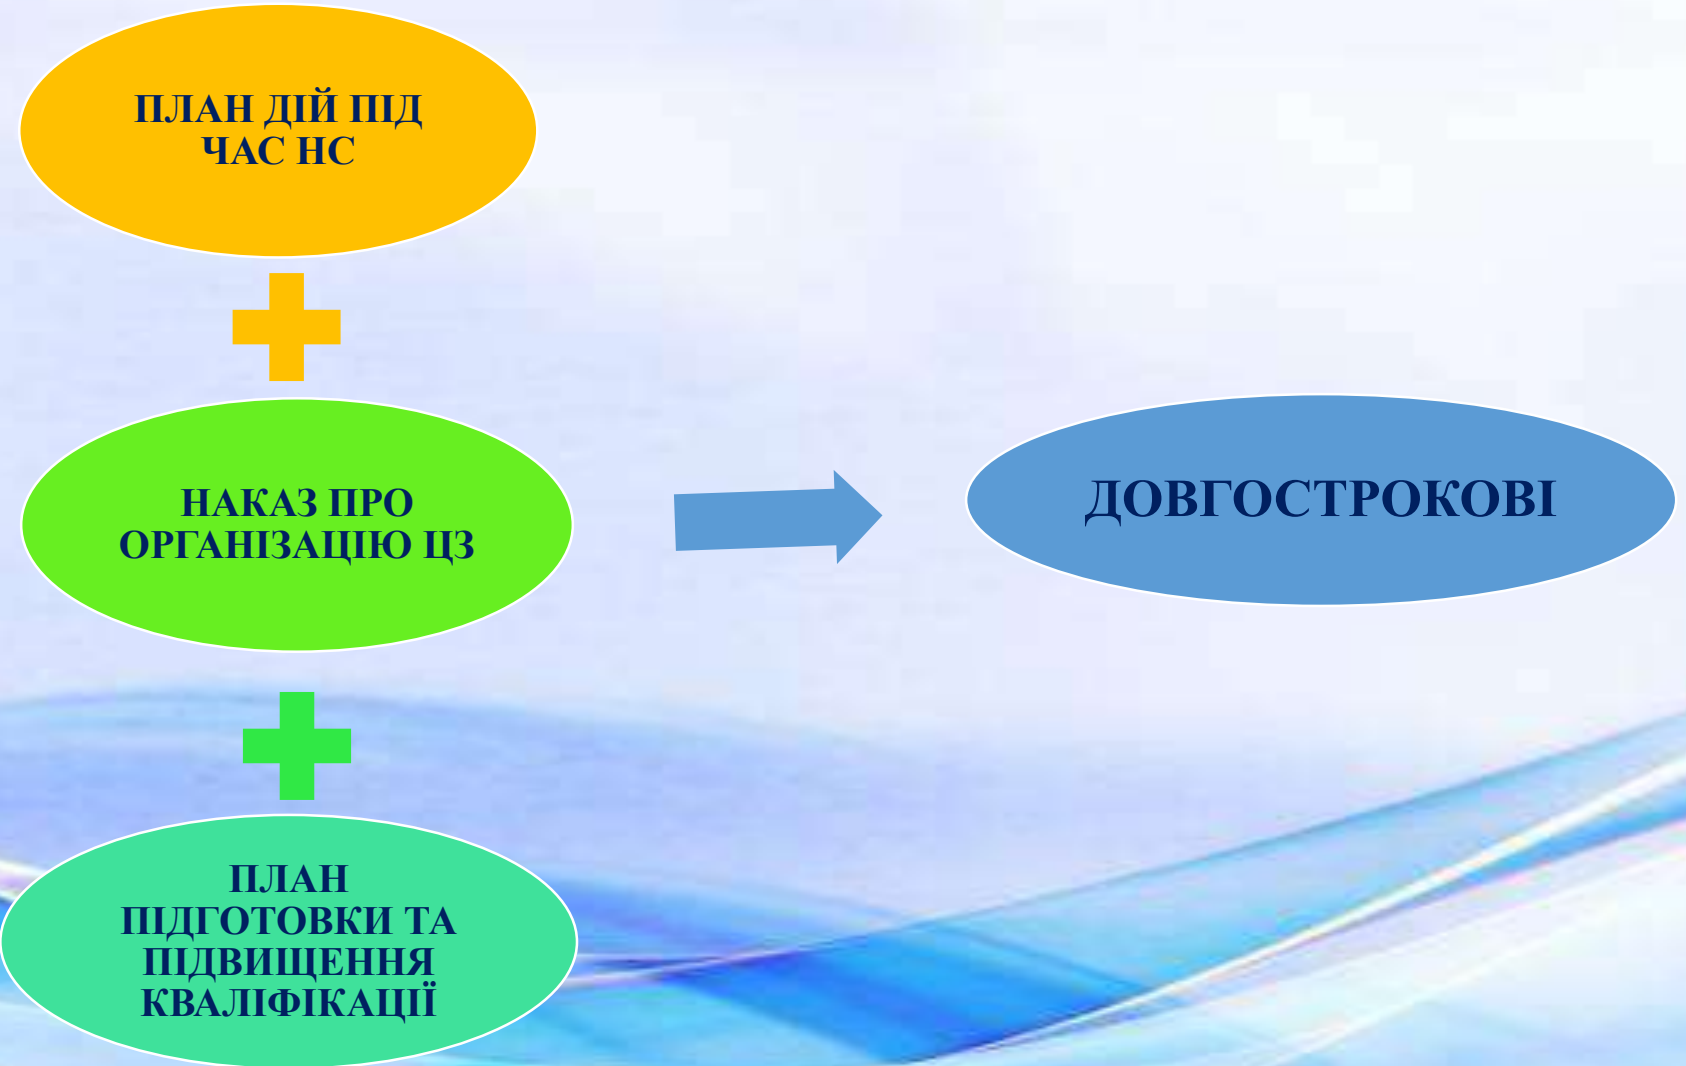 ПЛАН ДІЙ ПІД
ЧАС НС
НАКАЗ ПРО
ОРГАНІЗАЦІЮ ЦЗ
ДОВГОСТРОКОВІ
ПЛАН
ПІДГОТОВКИ ТА
ПІДВИЩЕННЯ
КВАЛІФІКАЦІЇ